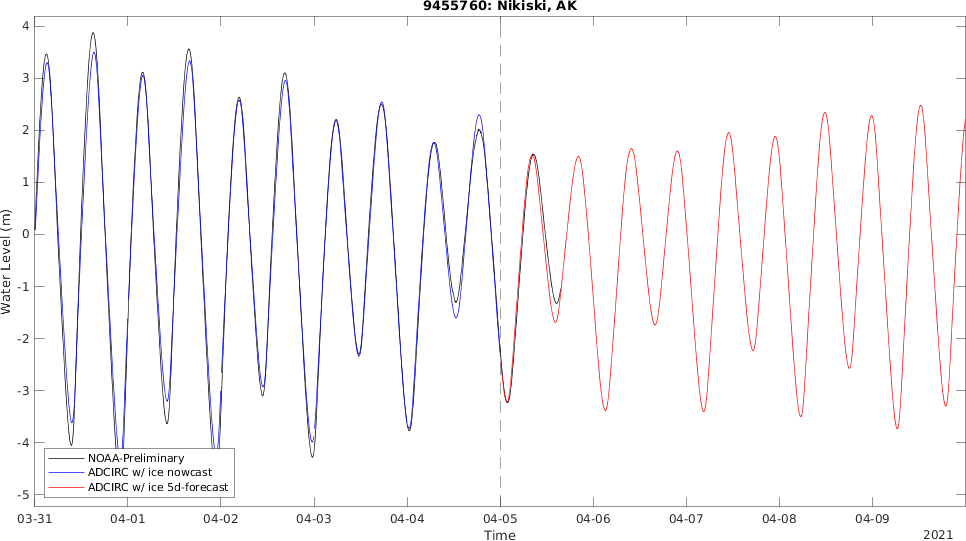 9455760: Nikiski, AK
4
3
2
1
0
-1
-2
-3
-4
-5
Water Level (m)
NOAA-Preliminary
ADCIRC w/ ice nowcast
ADCIRC w/ ice 5d-forecast
03-31 04-01 04-02 04-03 04-04 04-05 04-06 04-07 04-08 04-09
Time
2021